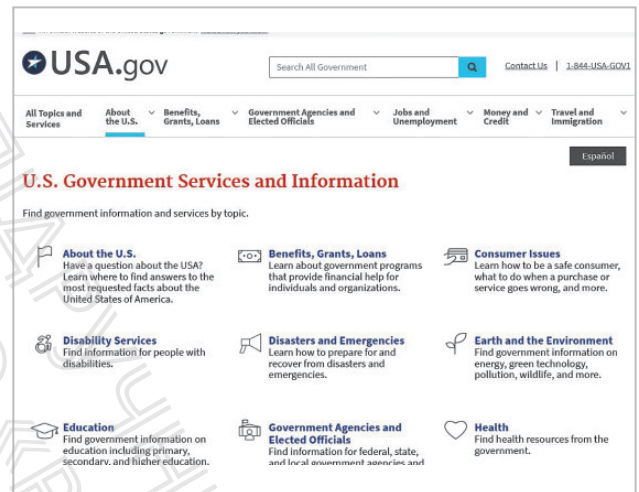 USA.gov
Search All Government
Contact Us | 1-844-USA-GOV1
All Topics and Services
About the U.S.
Benefits, Grants, Loans
Government Agencies and Elected Officials
Jobs and Unemployment
Money and Credit
Travel and Immigration
Español
U.S. Government Services and Information
Find government information and services by topic.
About the U.S.
Have a question about the USA?
Learn where to find answers to the
most requested facts about the
United States of America.
Benefits, Grants, Loans
Learn about government programs
that provide financial help for
individuals and organizations.
Consumer Issues
Learn how to be a safe consumer,
what to do when a purchase or
service goes wrong, and more.
Disability Services
Find information for people with
disabilities.
Disasters and Emergencies
Learn how to prepare for and
recover from disasters and
emergencies.
Earth and the Environment
Find government information on
energy, green technology,
pollution, wildlife, and more.
Education
Find government information on
education including primary,
secondary, and higher education.
Government Agencies and
Elected Officials
Find information for federal, state,
and local government agencies and
Health
Find health resources from the
government.